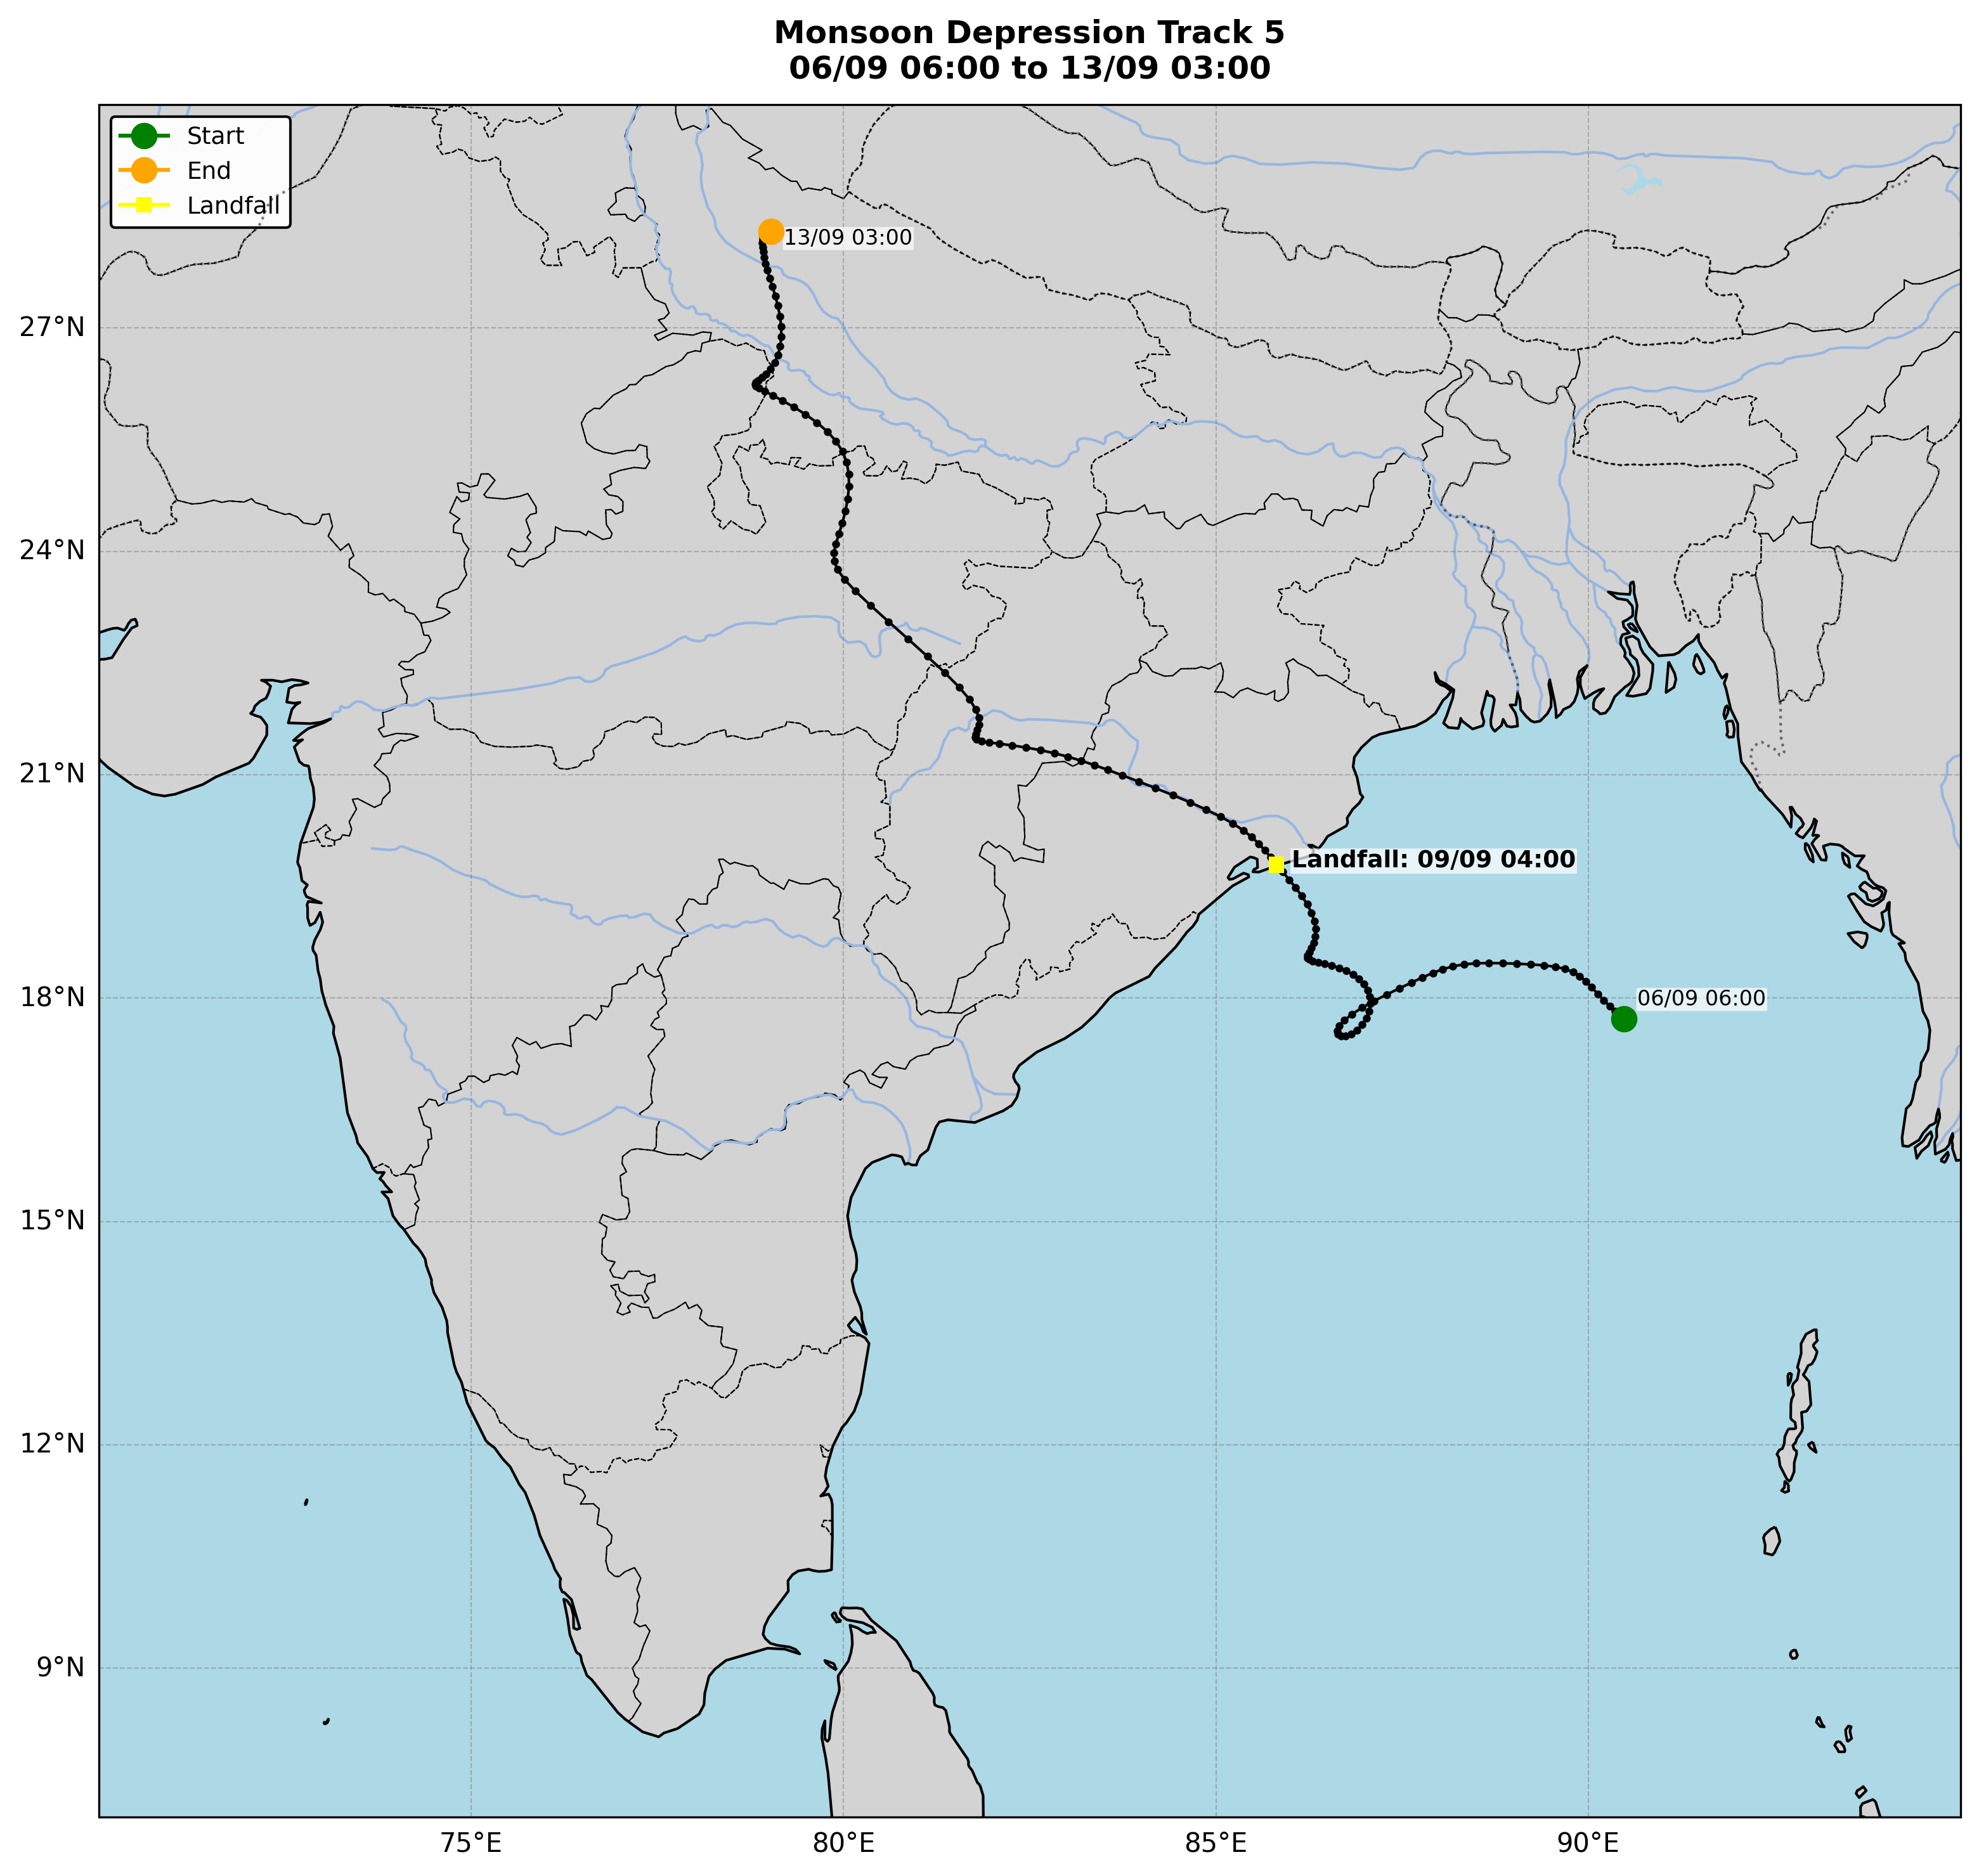 Monsoon Depression Track 5
06/09 06:00 to 13/09 03:00
Start
End
Landfall
13/09 03:00
27°N
24°N
21°N
Landfall: 09/09 04:00
18°N
06/09 06:00
15°N
12°N
9°N
75°E
80°E
85°E
90°E